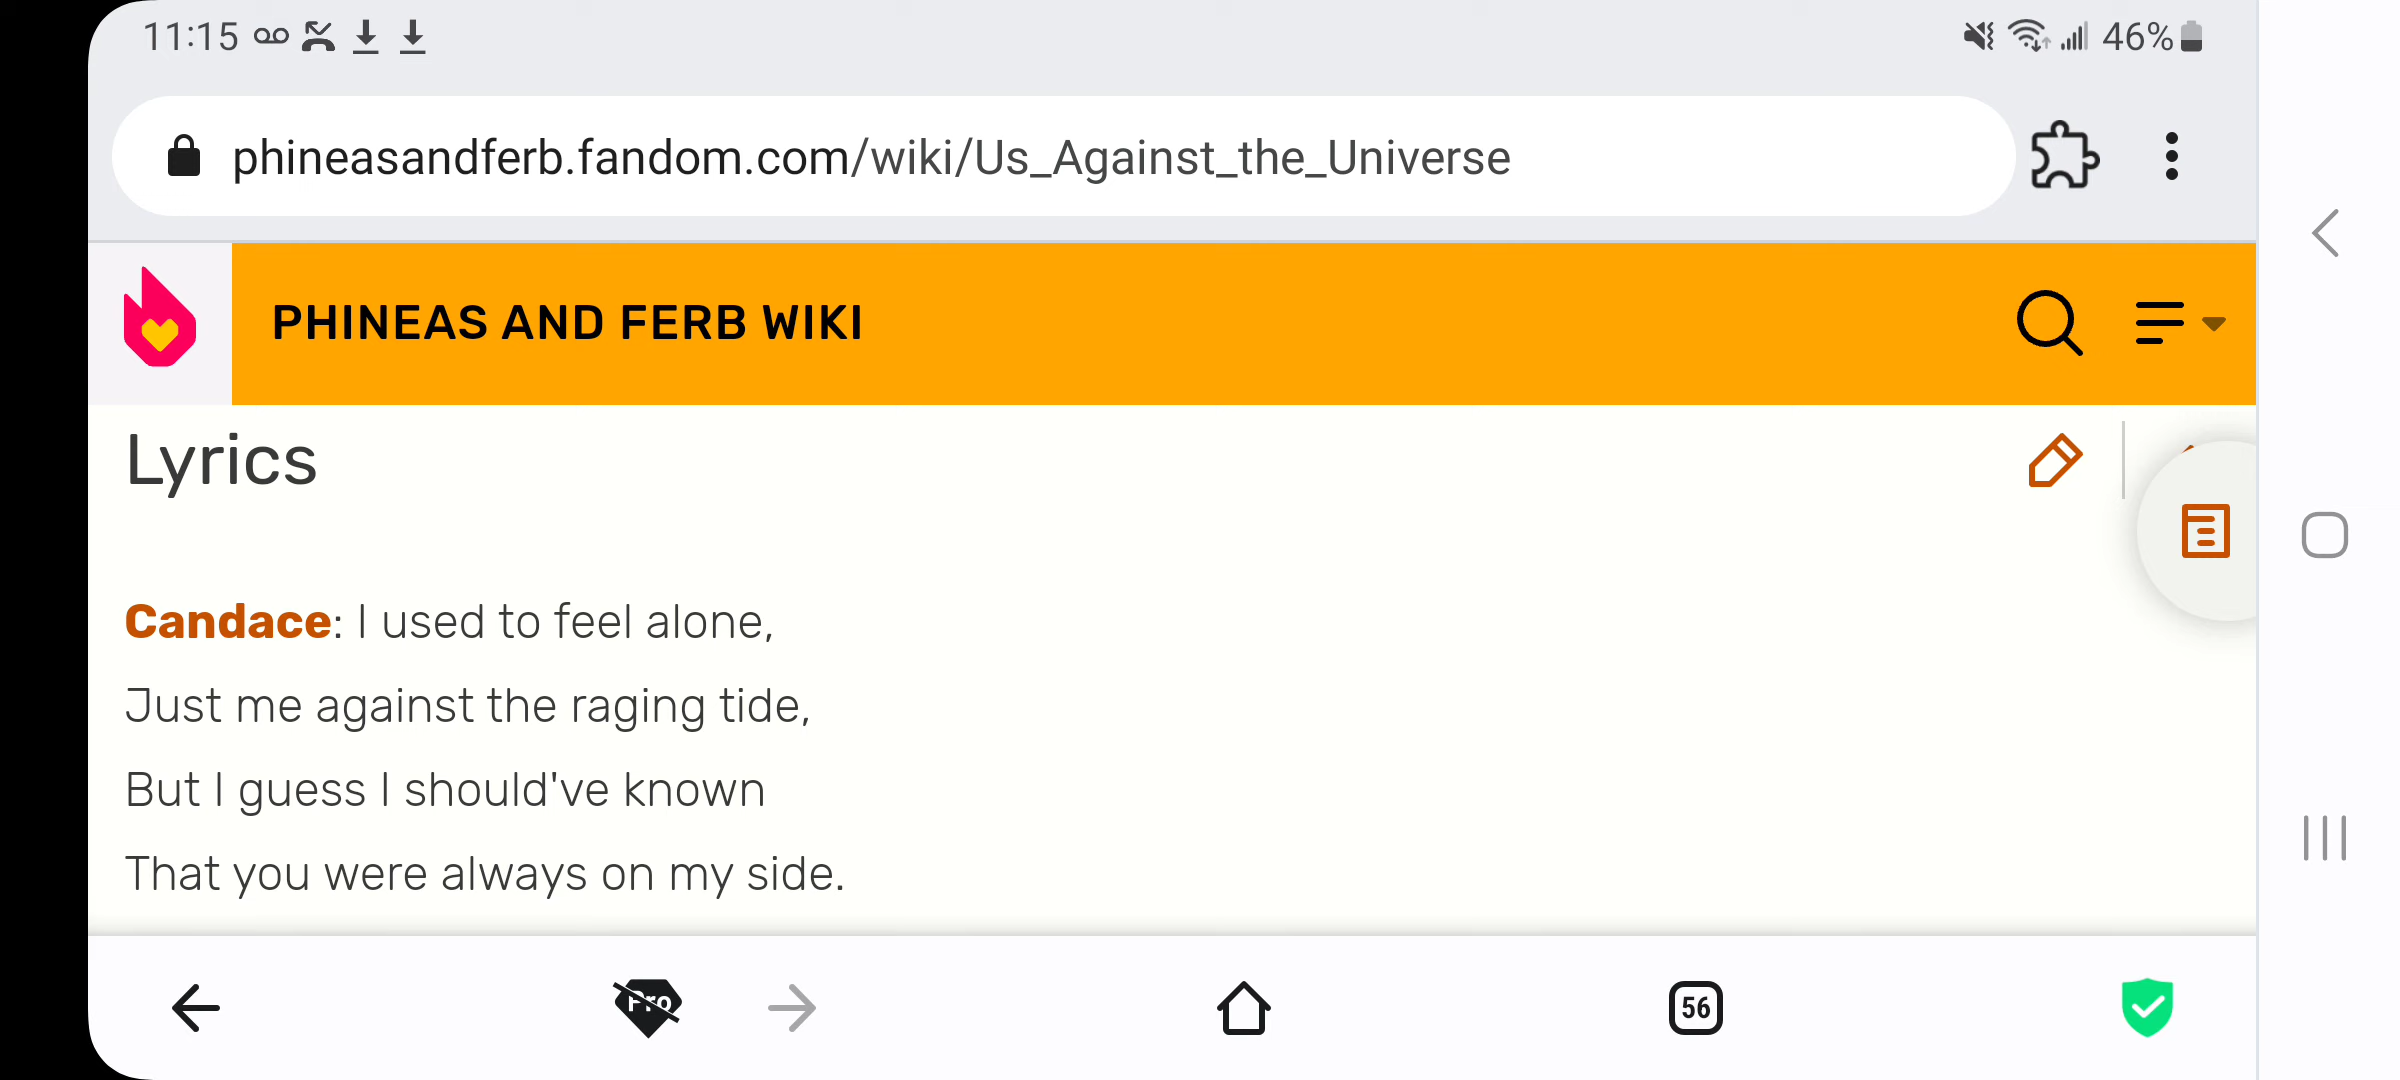 11:15 46%
phineasandferb.fandom.com/wiki/Us_Against_the_Universe
PHINEAS AND FERB WIKI
Lyrics
Candace: I used to feel alone,
Just me against the raging tide,
But I guess I should've known
That you were always on my side.
Pro 56